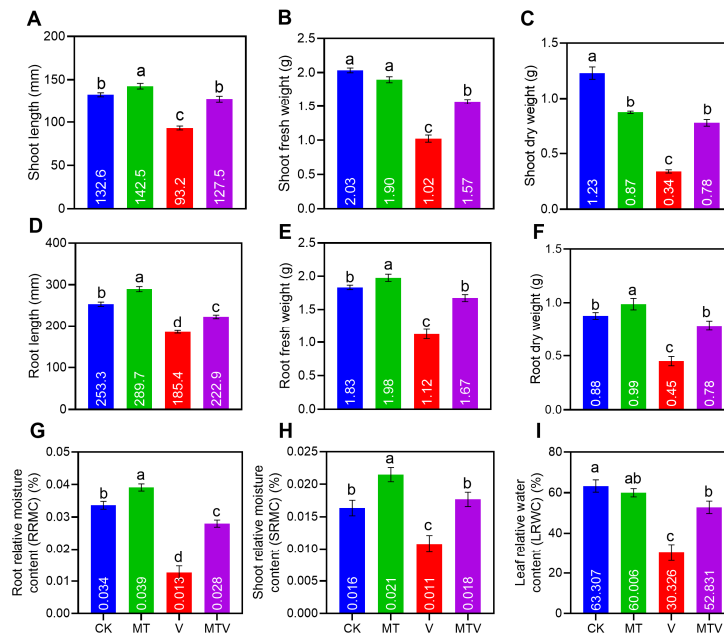 A
Shoot length (mm)
200
150
100
50
0
b
a
c
b
132.6
142.5
93.2
127.5
B
Shoot fresh weight (g)
2.5
2.0
1.5
1.0
0.5
0.0
a
a
c
b
2.03
1.90
1.02
1.57
C
Shoot dry weight (g)
1.5
1.0
0.5
0.0
a
b
c
b
1.23
0.87
0.34
0.78
D
Root length (mm)
400
300
200
100
0
b
a
d
c
253.3
289.7
185.4
222.9
E
Root fresh weight (g)
2.5
2.0
1.5
1.0
0.5
0.0
b
a
c
b
1.83
1.98
1.12
1.67
F
Root dry weight (g)
1.5
1.0
0.5
0.0
b
a
c
b
0.88
0.99
0.45
0.78
G
Root relative moisture
content (RRMC) (%)
0.05
0.04
0.03
0.02
0.01
0.00
b
a
d
c
0.034
0.039
0.013
0.028
CK
MT
V
MTV
H
Shoot relative moisture
content (SRMC) (%)
0.025
0.020
0.015
0.010
0.005
0.000
b
a
c
b
0.016
0.021
0.011
0.018
CK
MT
V
MTV
I
Leaf relative water
content (LRWC) (%)
80
60
40
20
0
a
ab
c
b
63.307
60.006
30.326
52.831
CK
MT
V
MTV